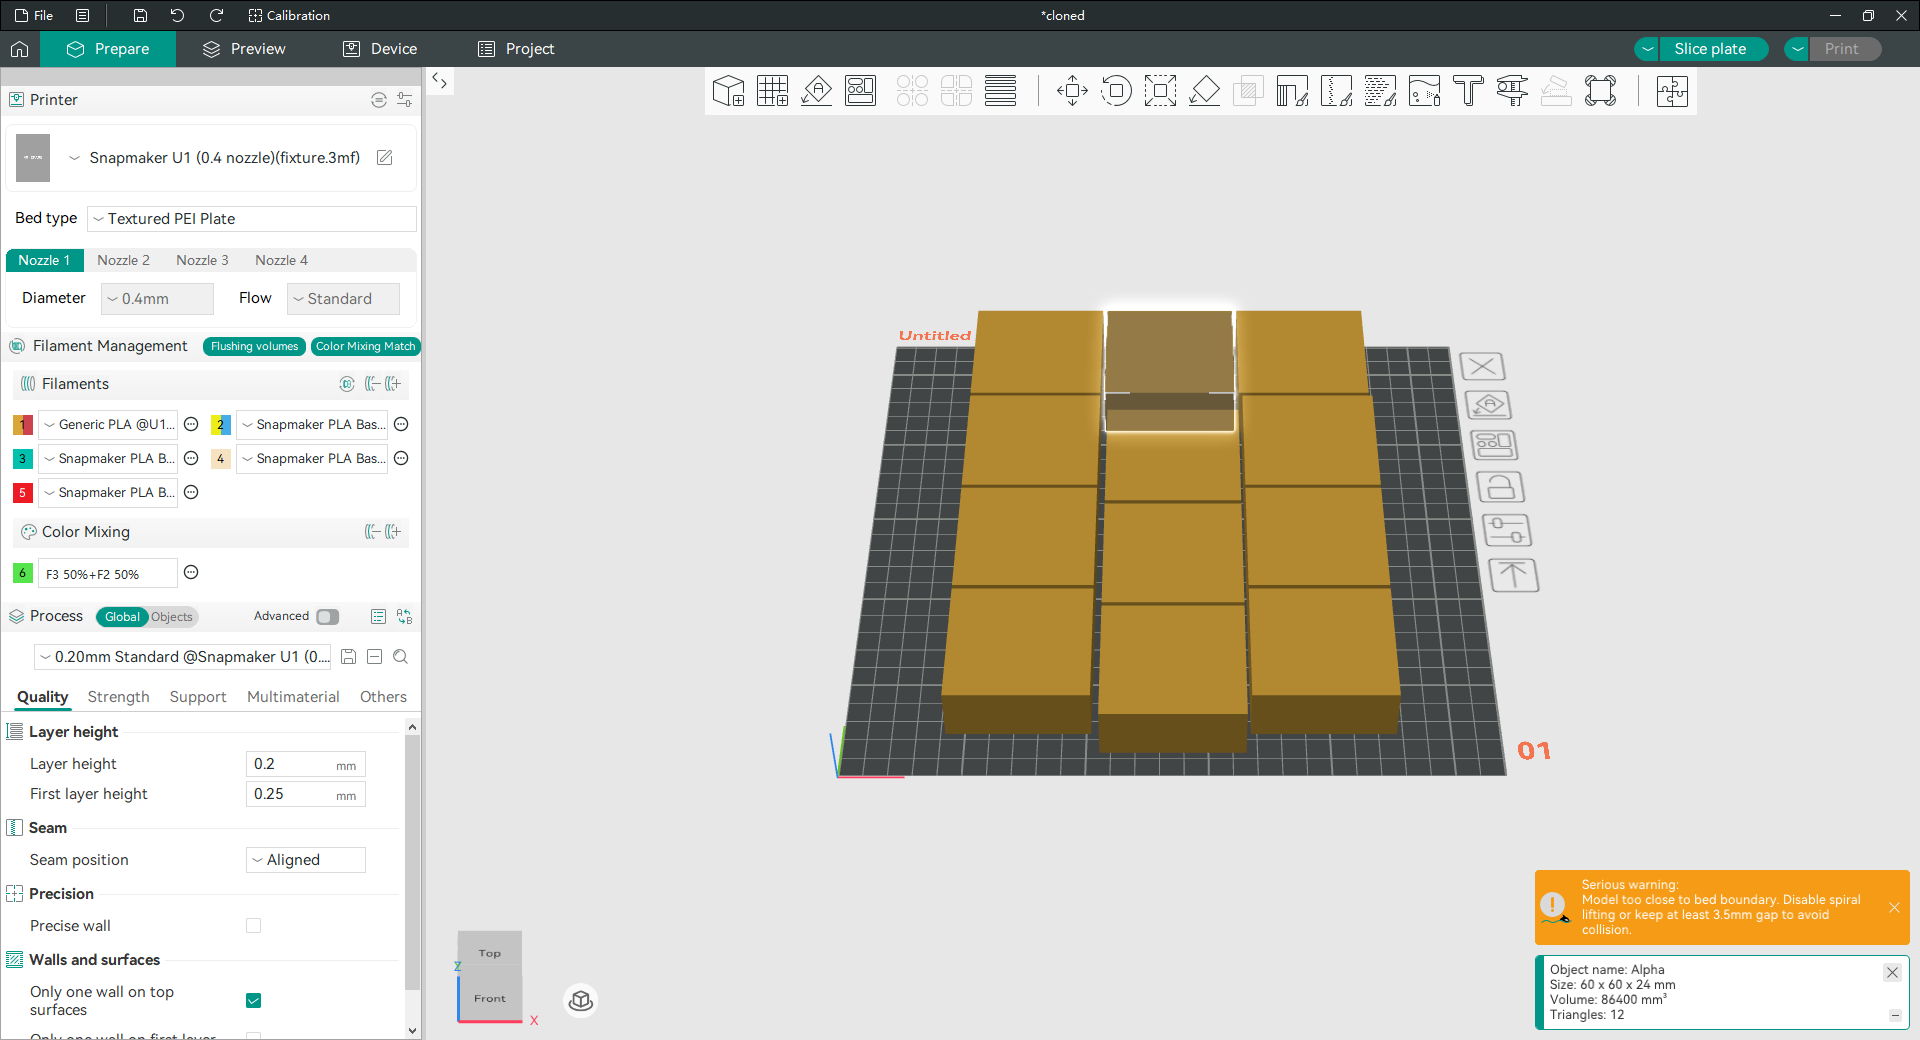 File
Calibration
*cloned
Prepare
Preview
Device
Project
Slice plate
Print
Printer
Snapmaker U1 (0.4 nozzle)(fixture.3mf)
Bed type
Textured PEI Plate
Nozzle 1
Nozzle 2
Nozzle 3
Nozzle 4
Diameter
0.4mm
Flow
Standard
Filament Management
Flushing volumes
Color Mixing Match
Filaments
1 Generic PLA @U1...
2 Snapmaker PLA Bas...
3 Snapmaker PLA B...
4 Snapmaker PLA Bas...
5 Snapmaker PLA B...
Color Mixing
6 F3 50%+F2 50%
Process
Global
Objects
Advanced
0.20mm Standard @Snapmaker U1 (0....
Quality
Strength
Support
Multimaterial
Others
Layer height
Layer height
0.2 mm
First layer height
0.25 mm
Seam
Seam position
Aligned
Precision
Precise wall
Walls and surfaces
Only one wall on top
surfaces
Only one wall on first layer
Untitled
01
Top
Front
Z
X
Serious warning:
Model too close to bed boundary. Disable spiral
lifting or keep at least 3.5mm gap to avoid
collision.
Object name: Alpha
Size: 60 x 60 x 24 mm
Volume: 86400 mm³
Triangles: 12